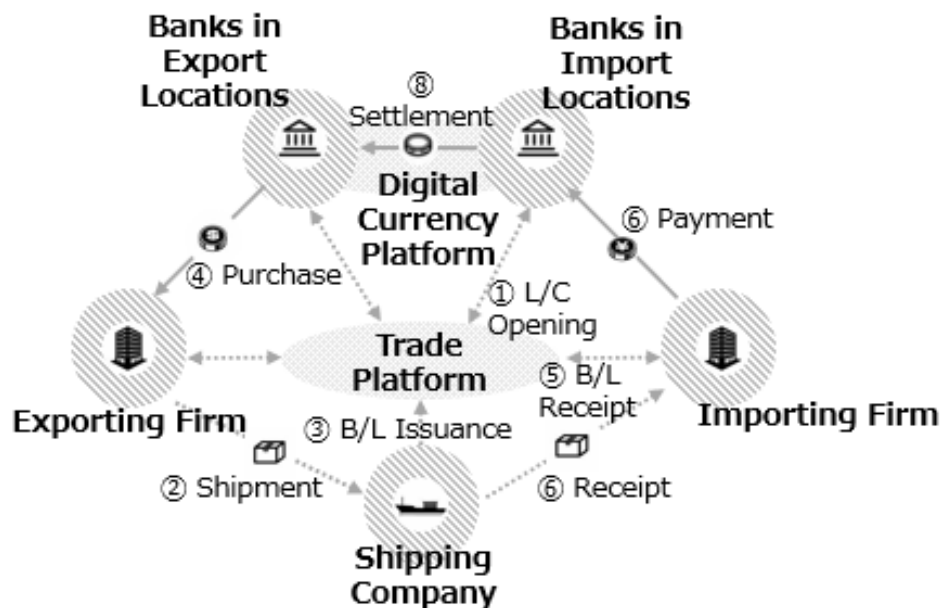 Banks in
Export
Locations
Banks in
Import
Locations
⑧
Settlement
Digital
Currency
Platform
⑥ Payment
④ Purchase
① L/C
Opening
Trade
Platform
⑤ B/L
Receipt
Exporting Firm
③ B/L Issuance
Importing Firm
② Shipment
⑥ Receipt
Shipping
Company